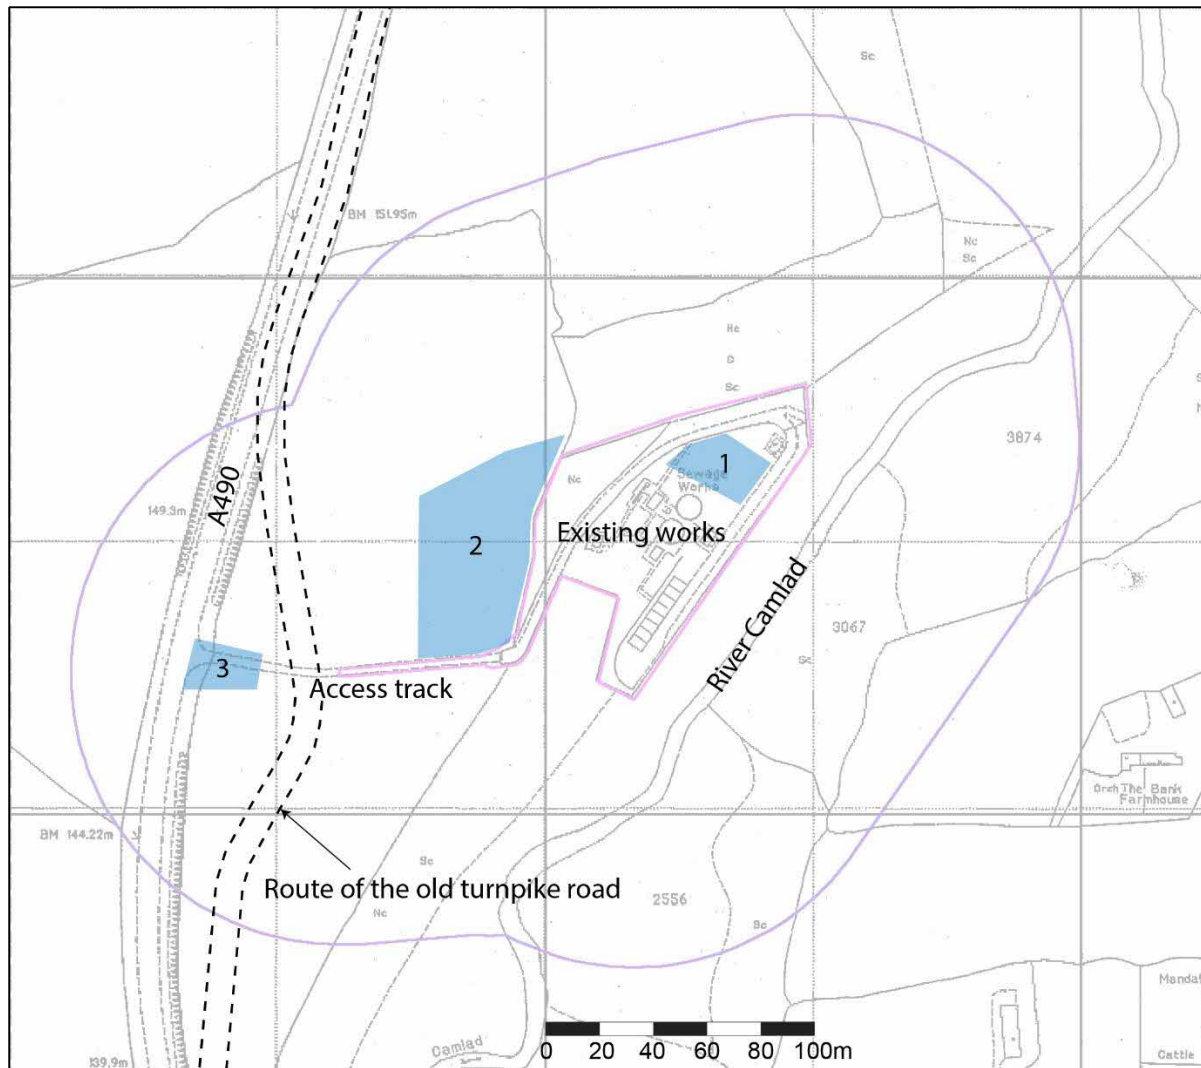 Sc
BM 151.95m
Nc
Sc
Nc
G
Sc
3874
1
Sewage
Works
Nc
A490
149.3m
2
Existing works
3067
Sc
River Camlad
3
Access track
Orch The Bank
Farmhouse
BM 144.22m
Sc
Route of the old turnpike road
Nc
2556
Sc
Camlad
0 20 40 60 80 100m
139.9m
Cattle